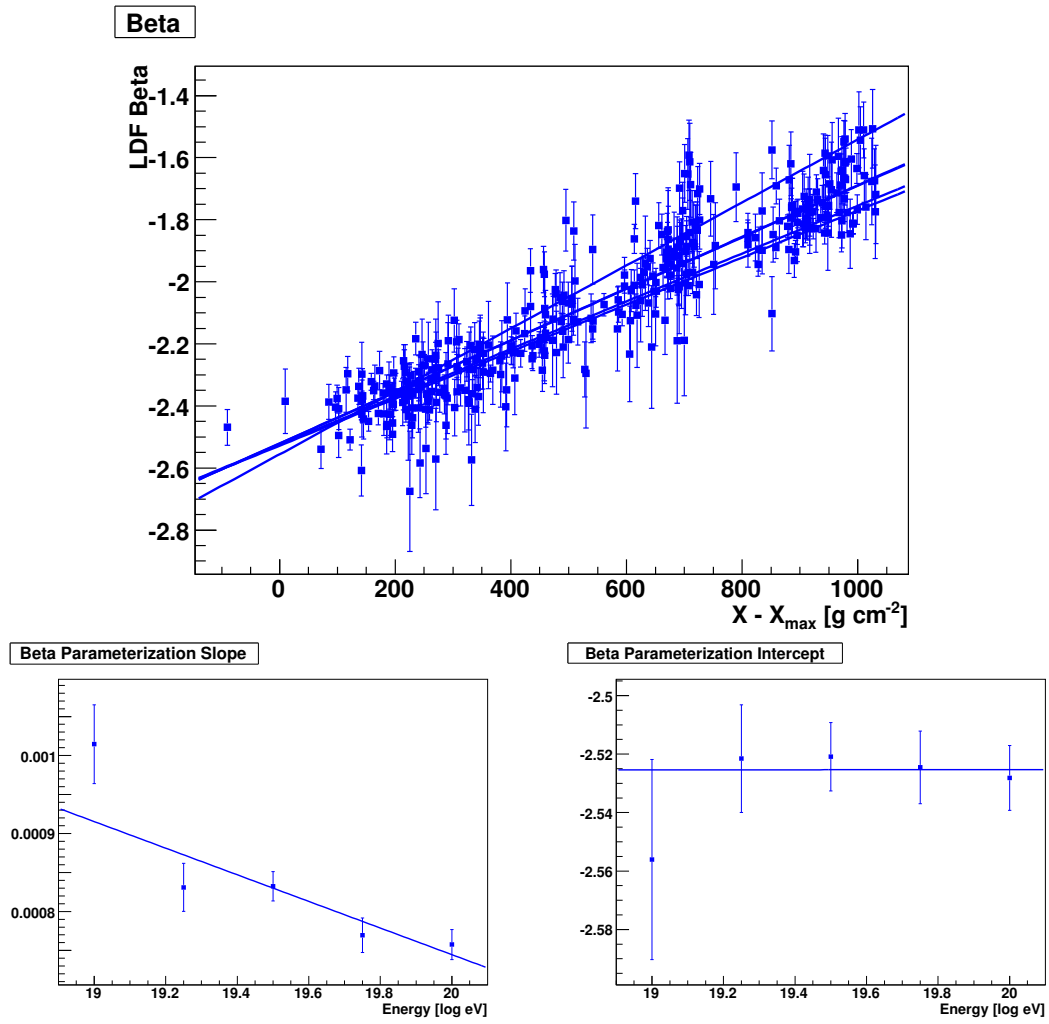 Beta
LDF Beta
-1.4
-1.6
-1.8
-2
-2.2
-2.4
-2.6
-2.8
0 200 400 600 800 1000
X - Xmax [g cm-2]
Beta Parameterization Slope
0.001
0.0009
0.0008
19 19.2 19.4 19.6 19.8 20
Energy [log eV]
Beta Parameterization Intercept
-2.5
-2.52
-2.54
-2.56
-2.58
19 19.2 19.4 19.6 19.8 20
Energy [log eV]